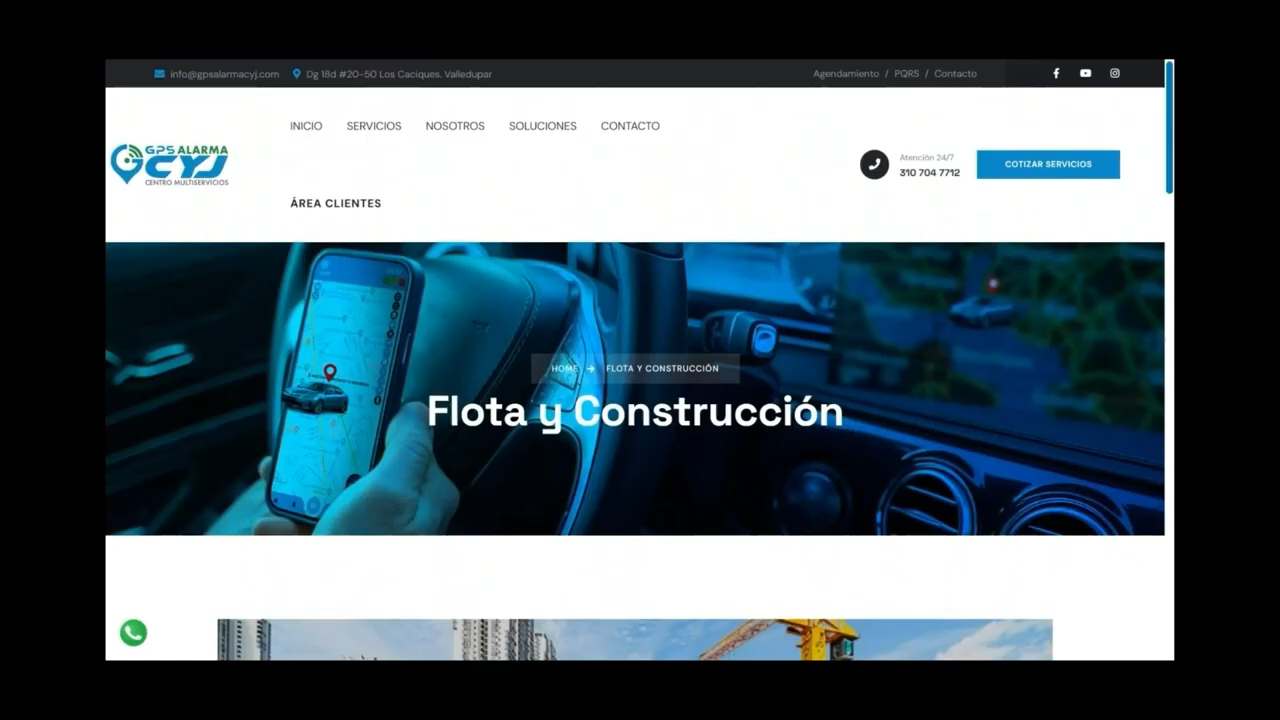 info@gpsalarmacyj.com Dg 18d #20-50 Los Caciques. Valledupar
Agendamiento / PQRS / Contacto
INICIO SERVICIOS NOSOTROS SOLUCIONES CONTACTO
GPS ALARMA
CYJ
CENTRO MULTISERVICIOS
Atención 24/7
310 704 7712
COTIZAR SERVICIOS
ÁREA CLIENTES
HOME → FLOTA Y CONSTRUCCIÓN
Flota y Construcción